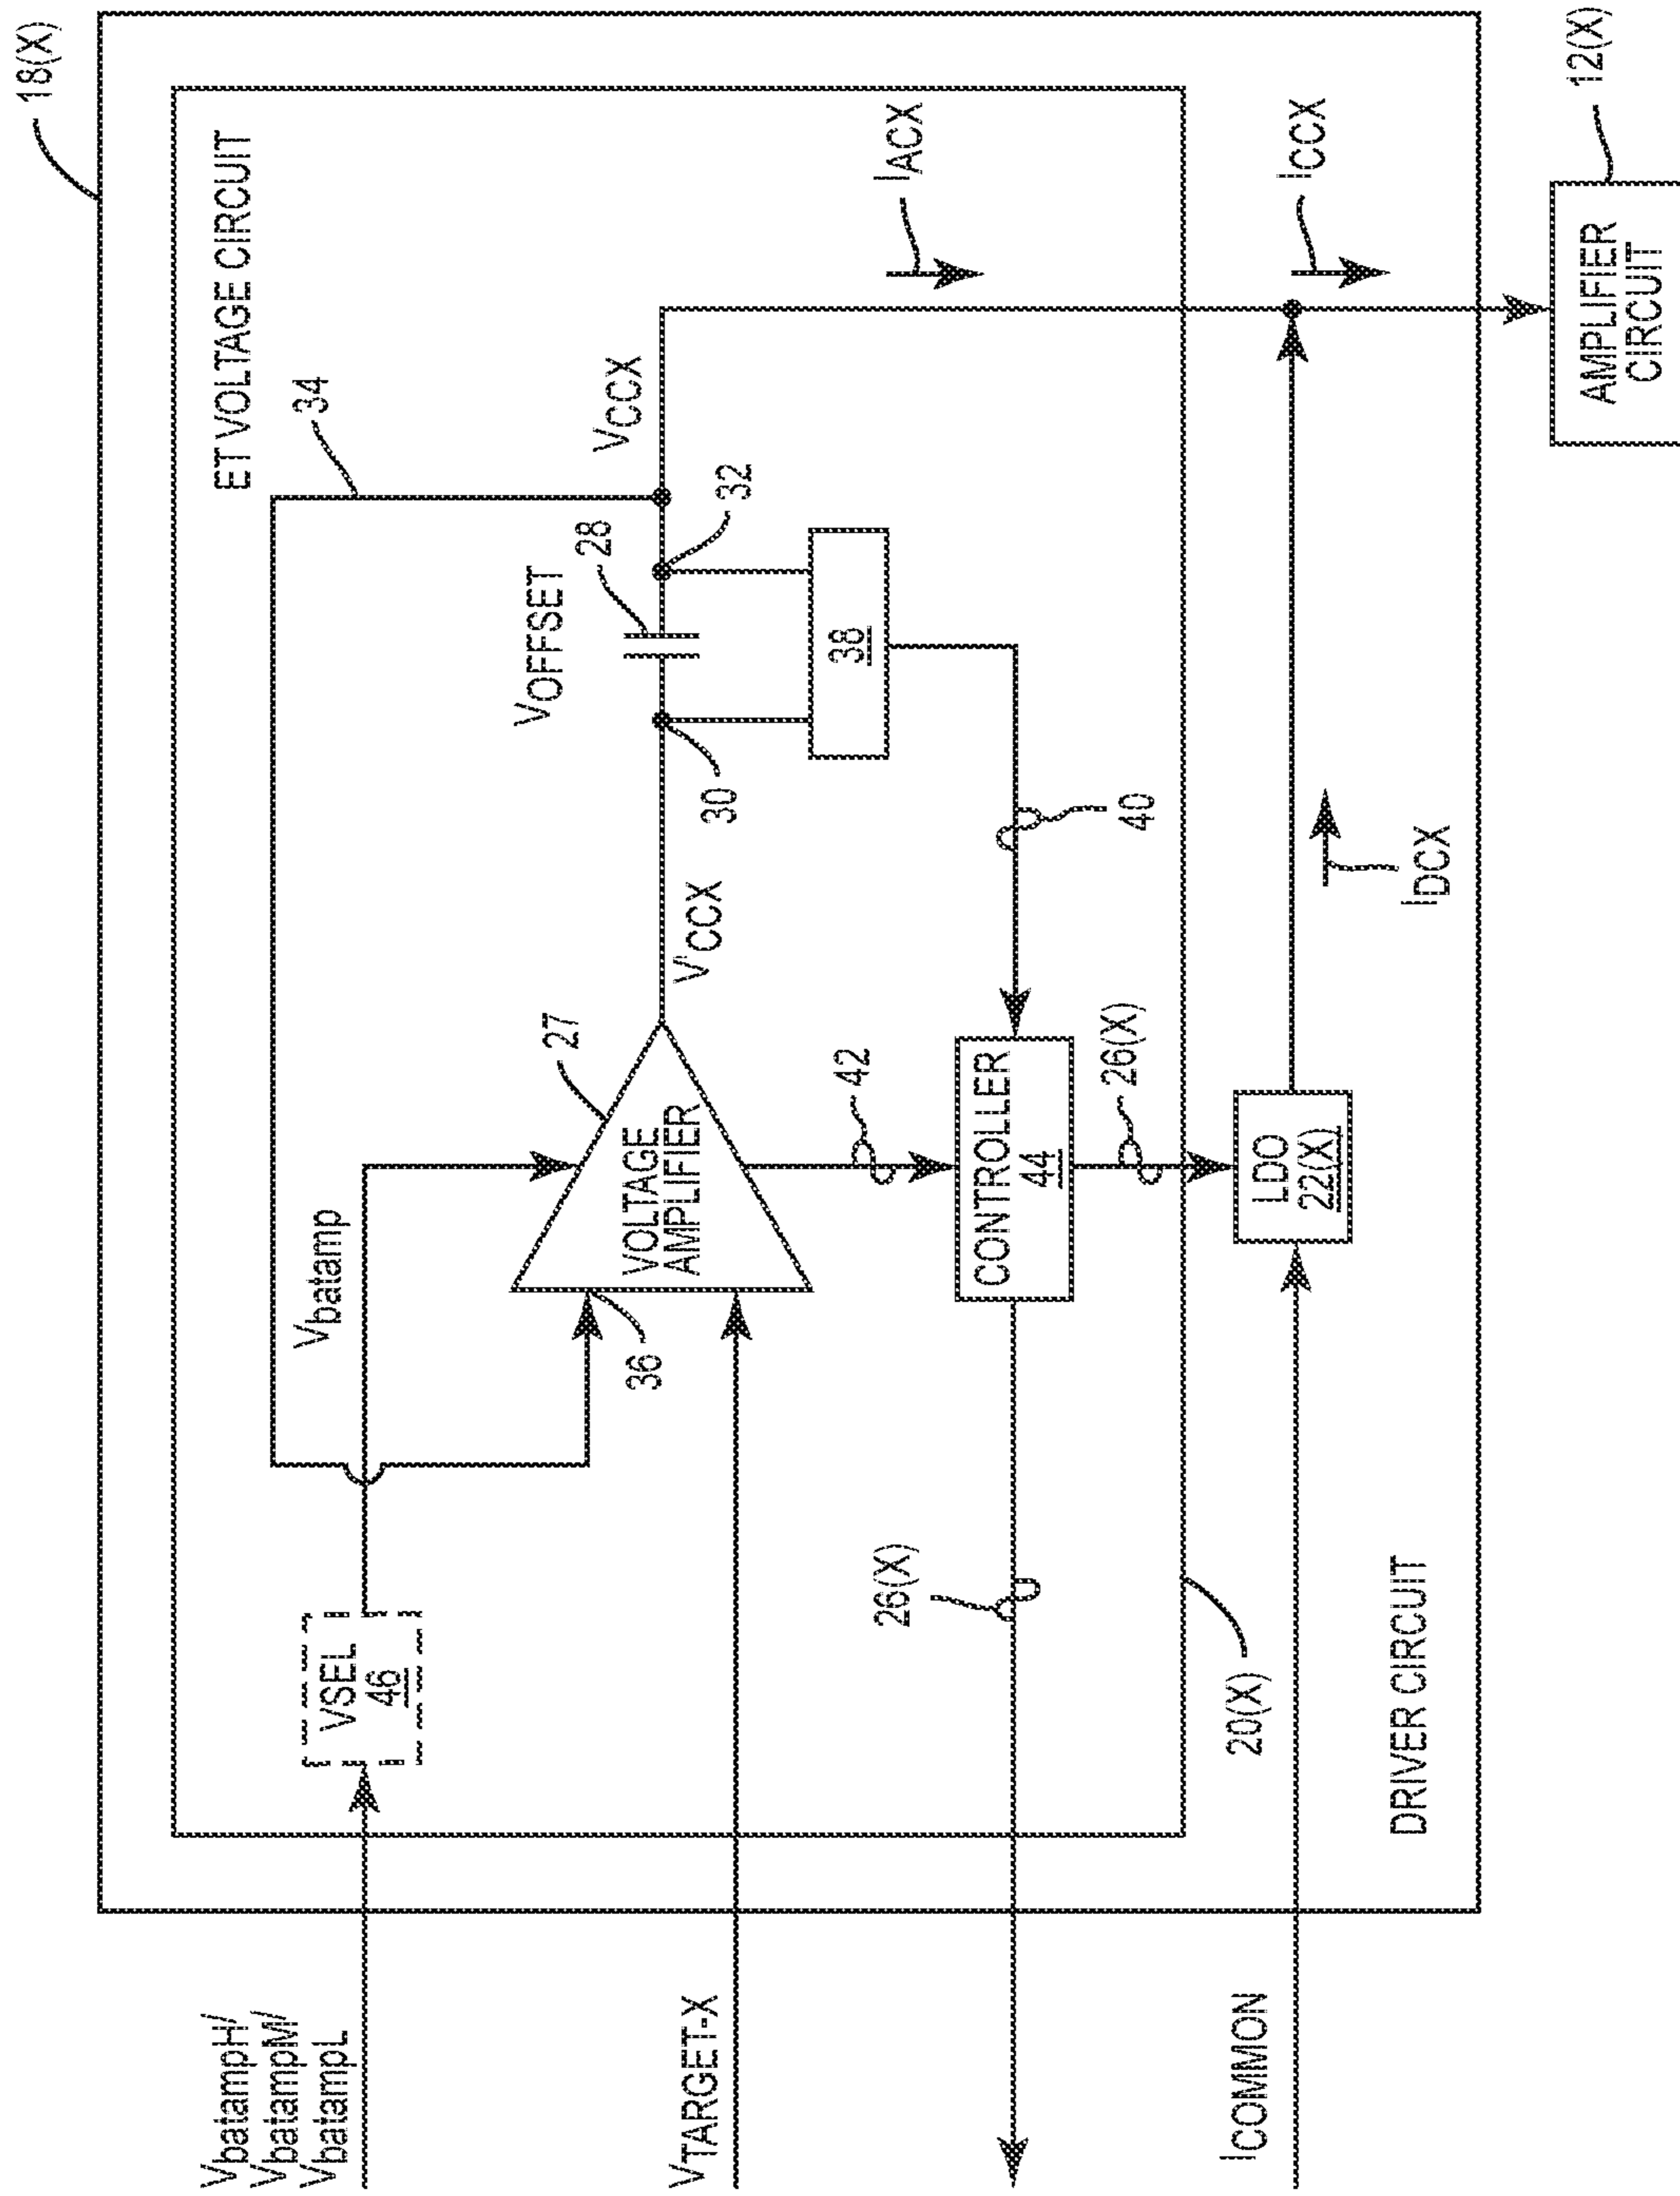 18(X)
ET VOLTAGE CIRCUIT
34
VbatampH/
VbatampM/
VbatampL
VSEL
46
Vbatamp
27
VOLTAGE
AMPLIFIER
36
V'CCX
VOFFSET
28
30
32
VCCX
38
VTARGET-X
42
40
IACX
CONTROLLER
44
26(X)
26(X)
20(X)
ICOMMON
LDO
22(X)
IDCX
ICCX
DRIVER CIRCUIT
12(X)
AMPLIFIER
CIRCUIT